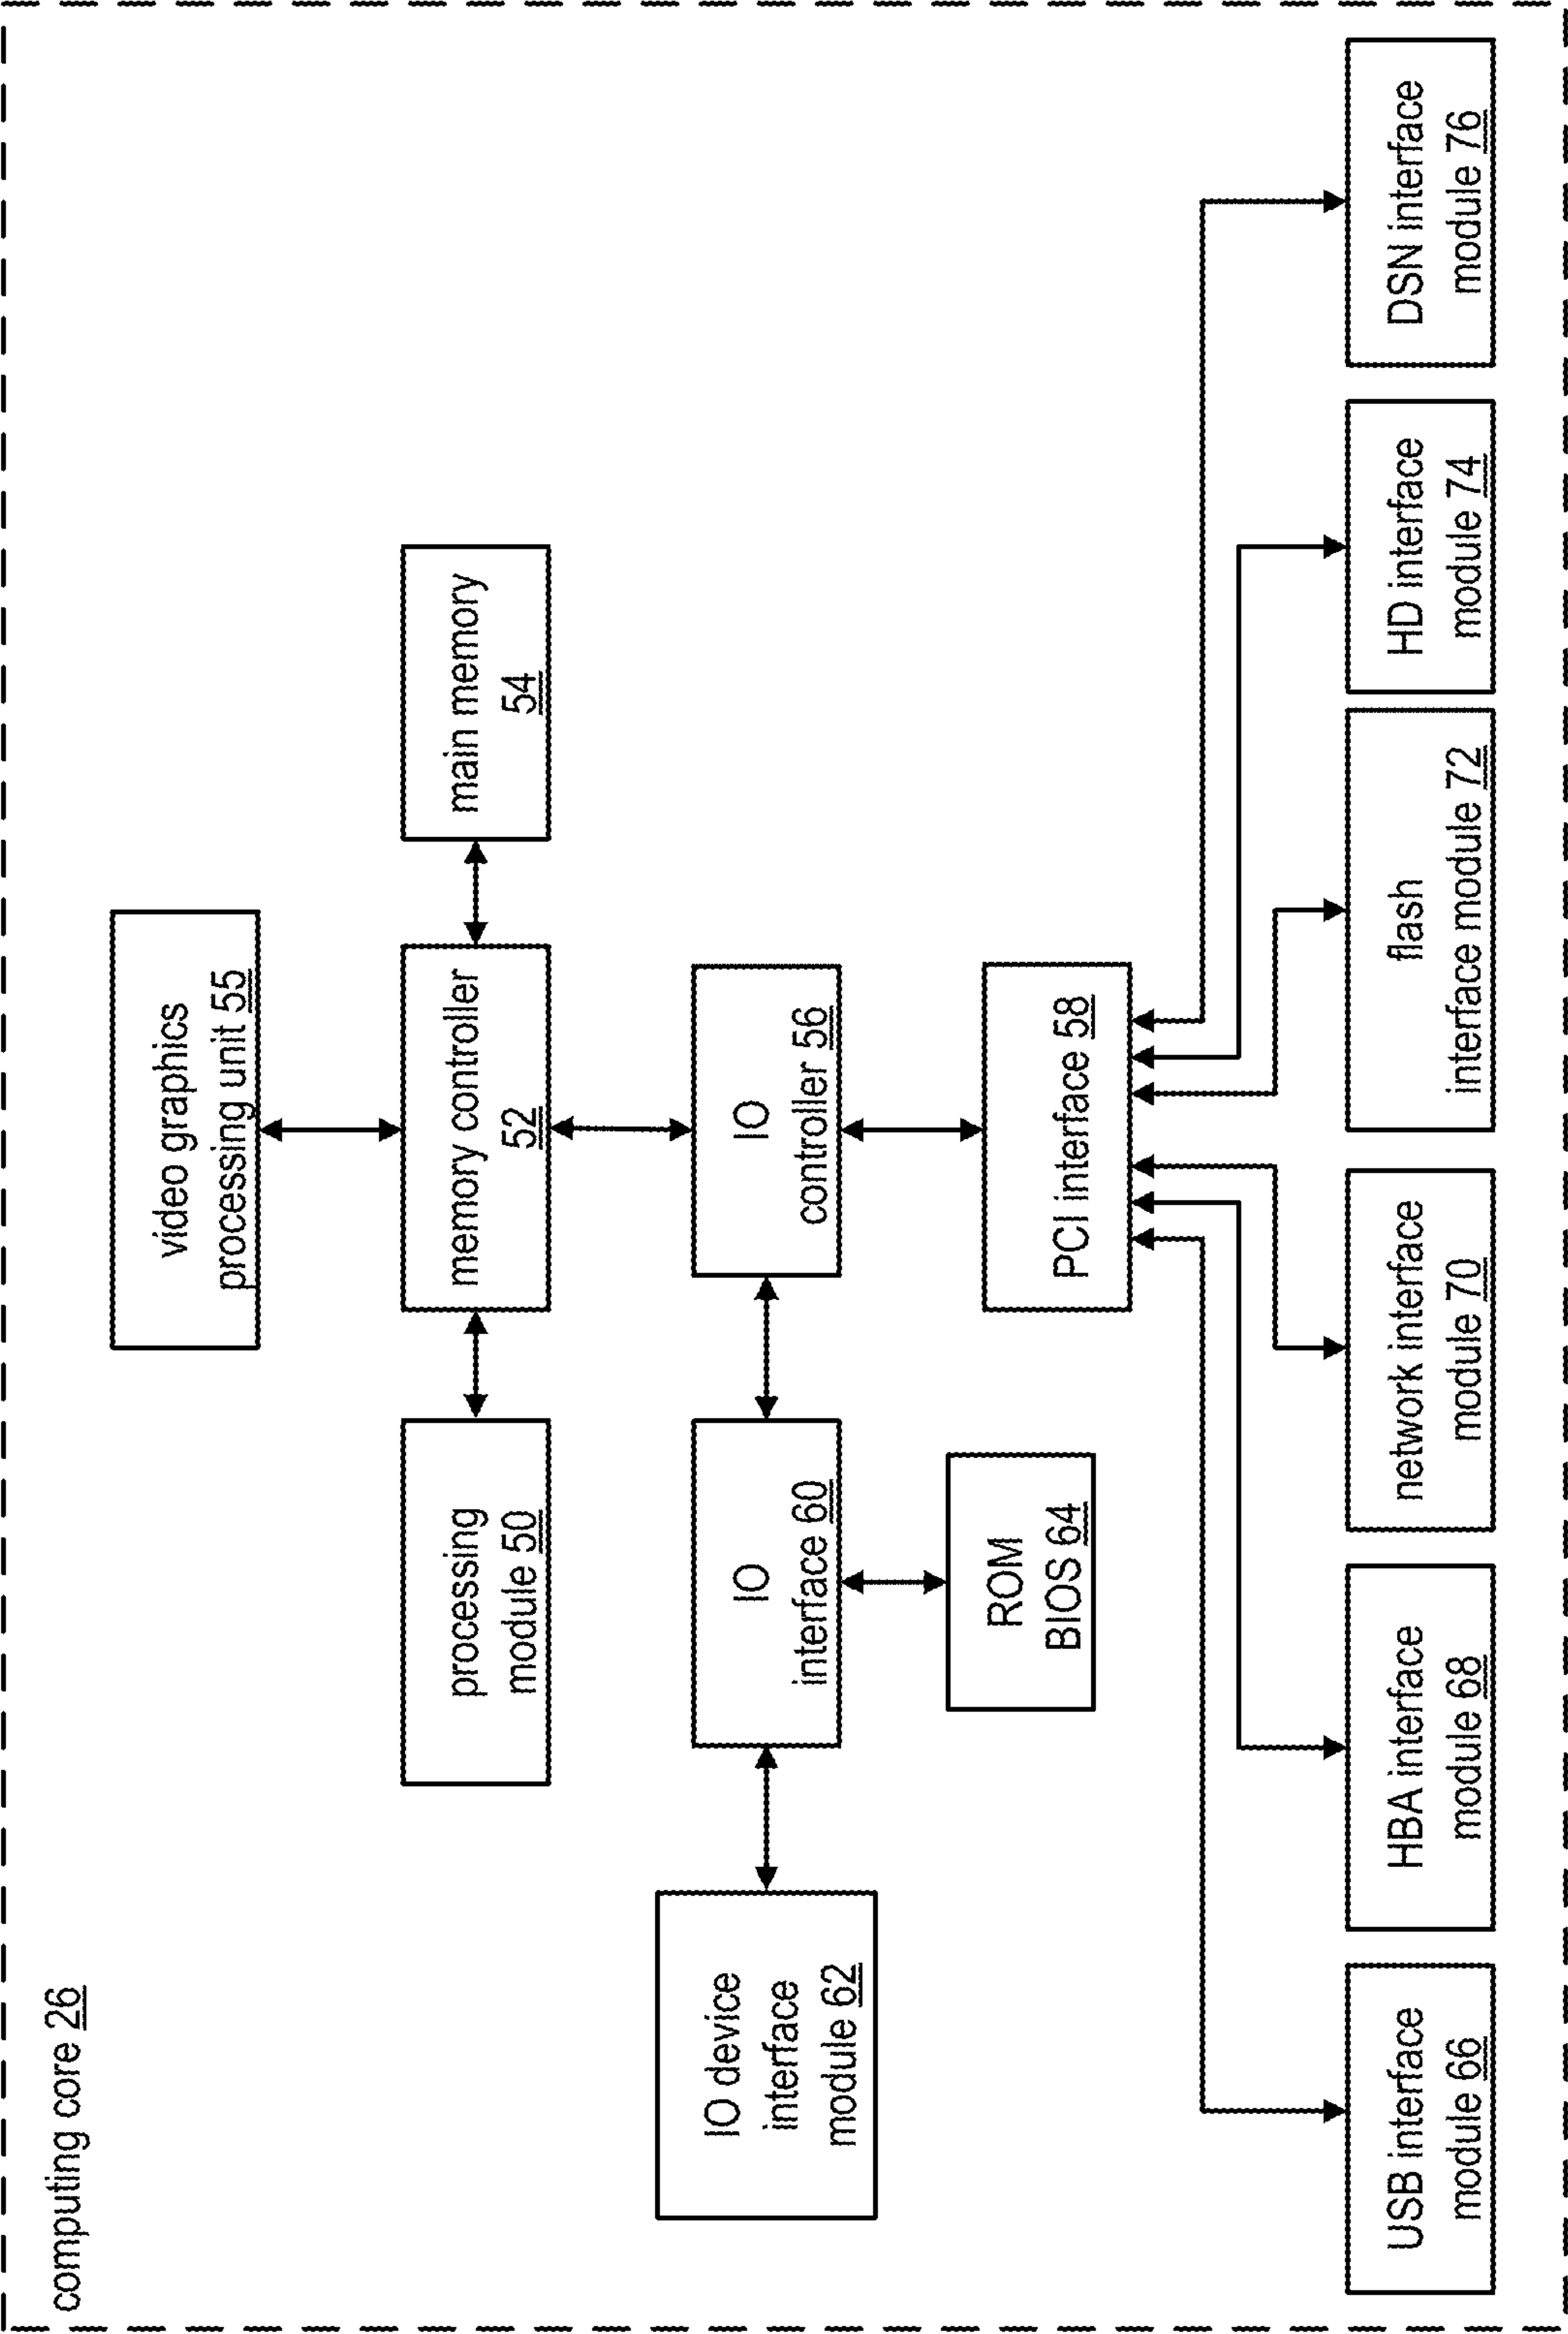 computing core 26
video graphics
processing unit 55
processing
module 50
memory controller
52
main memory
54
IO device
interface
module 62
IO
interface 60
IO
controller 56
ROM
BIOS 64
PCI interface 58
USB interface
module 66
HBA interface
module 68
network interface
module 70
flash
interface module 72
HD interface
module 74
DSN interface
module 76